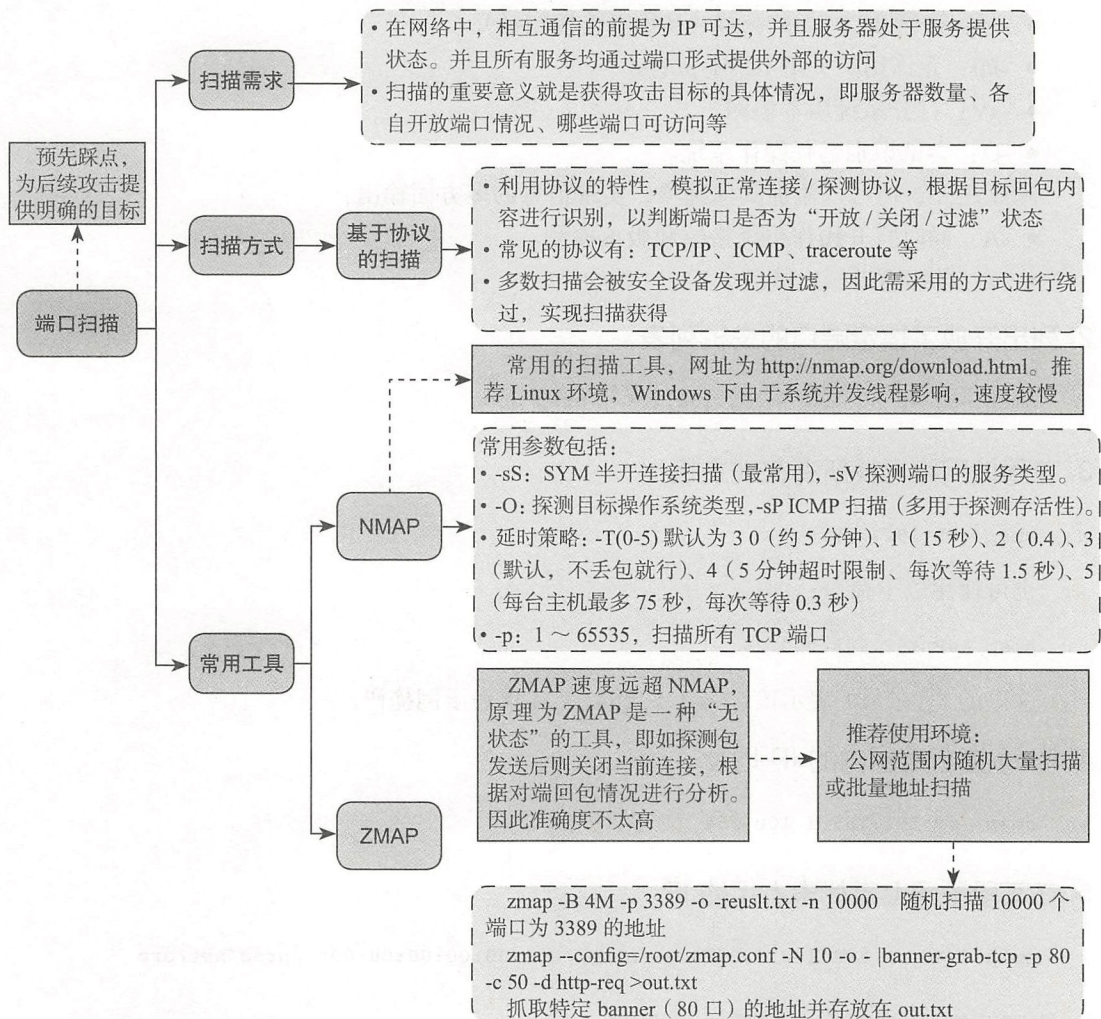 扫描需求
• 在网络中，相互通信的前提为 IP 可达，并且服务器处于服务提供
状态。并且所有服务均通过端口形式提供外部的访问
• 扫描的重要意义就是获得攻击目标的具体情况，即服务器数量、各
自开放端口情况、哪些端口可访问等
预先踩点，
为后续攻击提
供明确的目标
端口扫描
扫描方式
基于协议
的扫描
• 利用协议的特性，模拟正常连接 / 探测协议，根据目标回包内
容进行识别，以判断端口是否为“开放 / 关闭 / 过滤”状态
• 常见的协议有：TCP/IP、ICMP、traceroute 等
• 多数扫描会被安全设备发现并过滤，因此需采用的方式进行绕
过，实现扫描获得
常用的扫描工具，网址为 http://nmap.org/download.html。推
荐 Linux 环境，Windows 下由于系统并发线程影响，速度较慢
常用工具
NMAP
常用参数包括：
• -sS：SYM 半开连接扫描（最常用），-sV 探测端口的服务类型。
• -O：探测目标操作系统类型，-sP ICMP 扫描（多用于探测存活性）。
• 延时策略：-T(0-5) 默认为 3 0（约 5 分钟）、1（15 秒）、2（0.4）、3
（默认，不丢包就行）、4（5 分钟超时限制、每次等待 1.5 秒）、5
（每台主机最多 75 秒，每次等待 0.3 秒）
• -p：1 ～ 65535，扫描所有 TCP 端口
ZMAP
ZMAP 速度远超 NMAP，
原理为 ZMAP 是一种“无
状态”的工具，即如探测包
发送后则关闭当前连接，根
据对端回包情况进行分析。
因此准确度不太高
推荐使用环境：
公网范围内随机大量扫描
或批量地址扫描
zmap -B 4M -p 3389 -o -reuslt.txt -n 10000 随机扫描 10000 个
端口为 3389 的地址
zmap --config=/root/zmap.conf -N 10 -o - |banner-grab-tcp -p 80
-c 50 -d http-req >out.txt
抓取特定 banner（80 口）的地址并存放在 out.txt